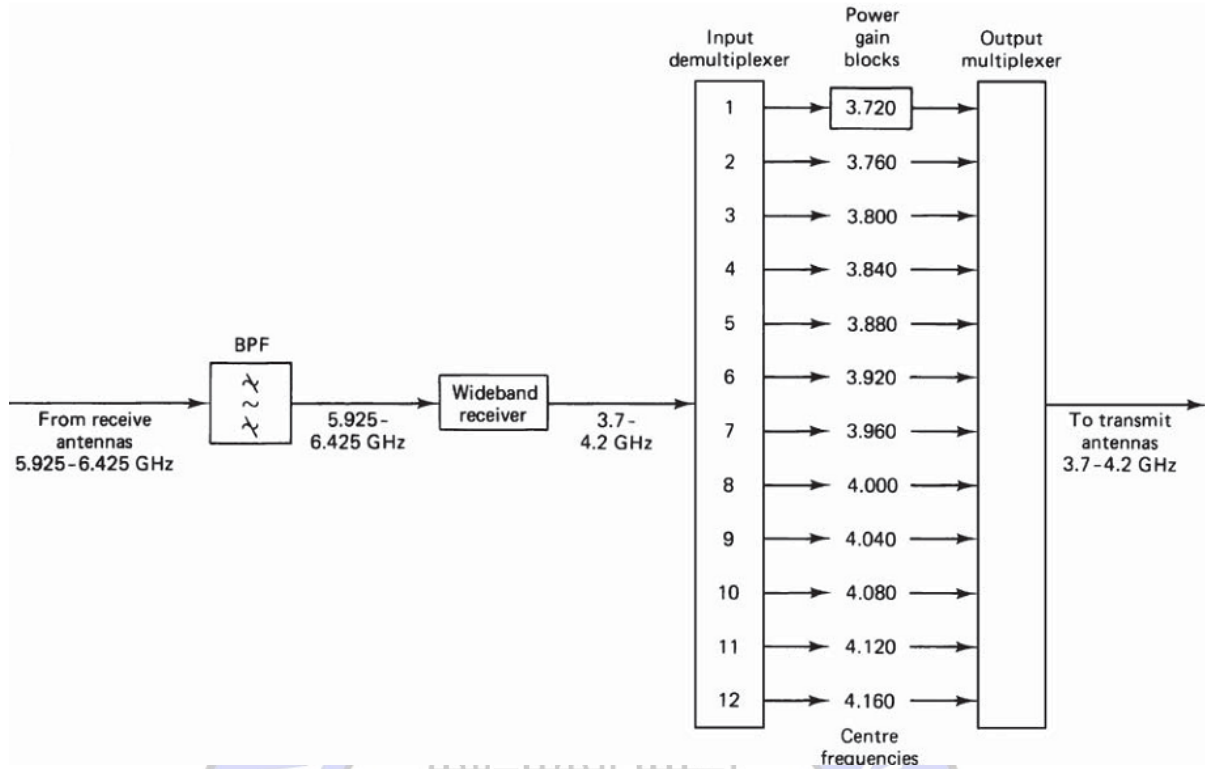 Power
gain
blocks
Input
demultiplexer
Output
multiplexer
1
3.720
2
3.760
3
3.800
4
3.840
5
3.880
6
3.920
7
3.960
8
4.000
9
4.040
10
4.080
11
4.120
12
4.160
BPF
From receive
antennas
5.925-6.425 GHz
5.925-
6.425 GHz
Wideband
receiver
3.7-
4.2 GHz
To transmit
antennas
3.7-4.2 GHz
Centre
frequencies